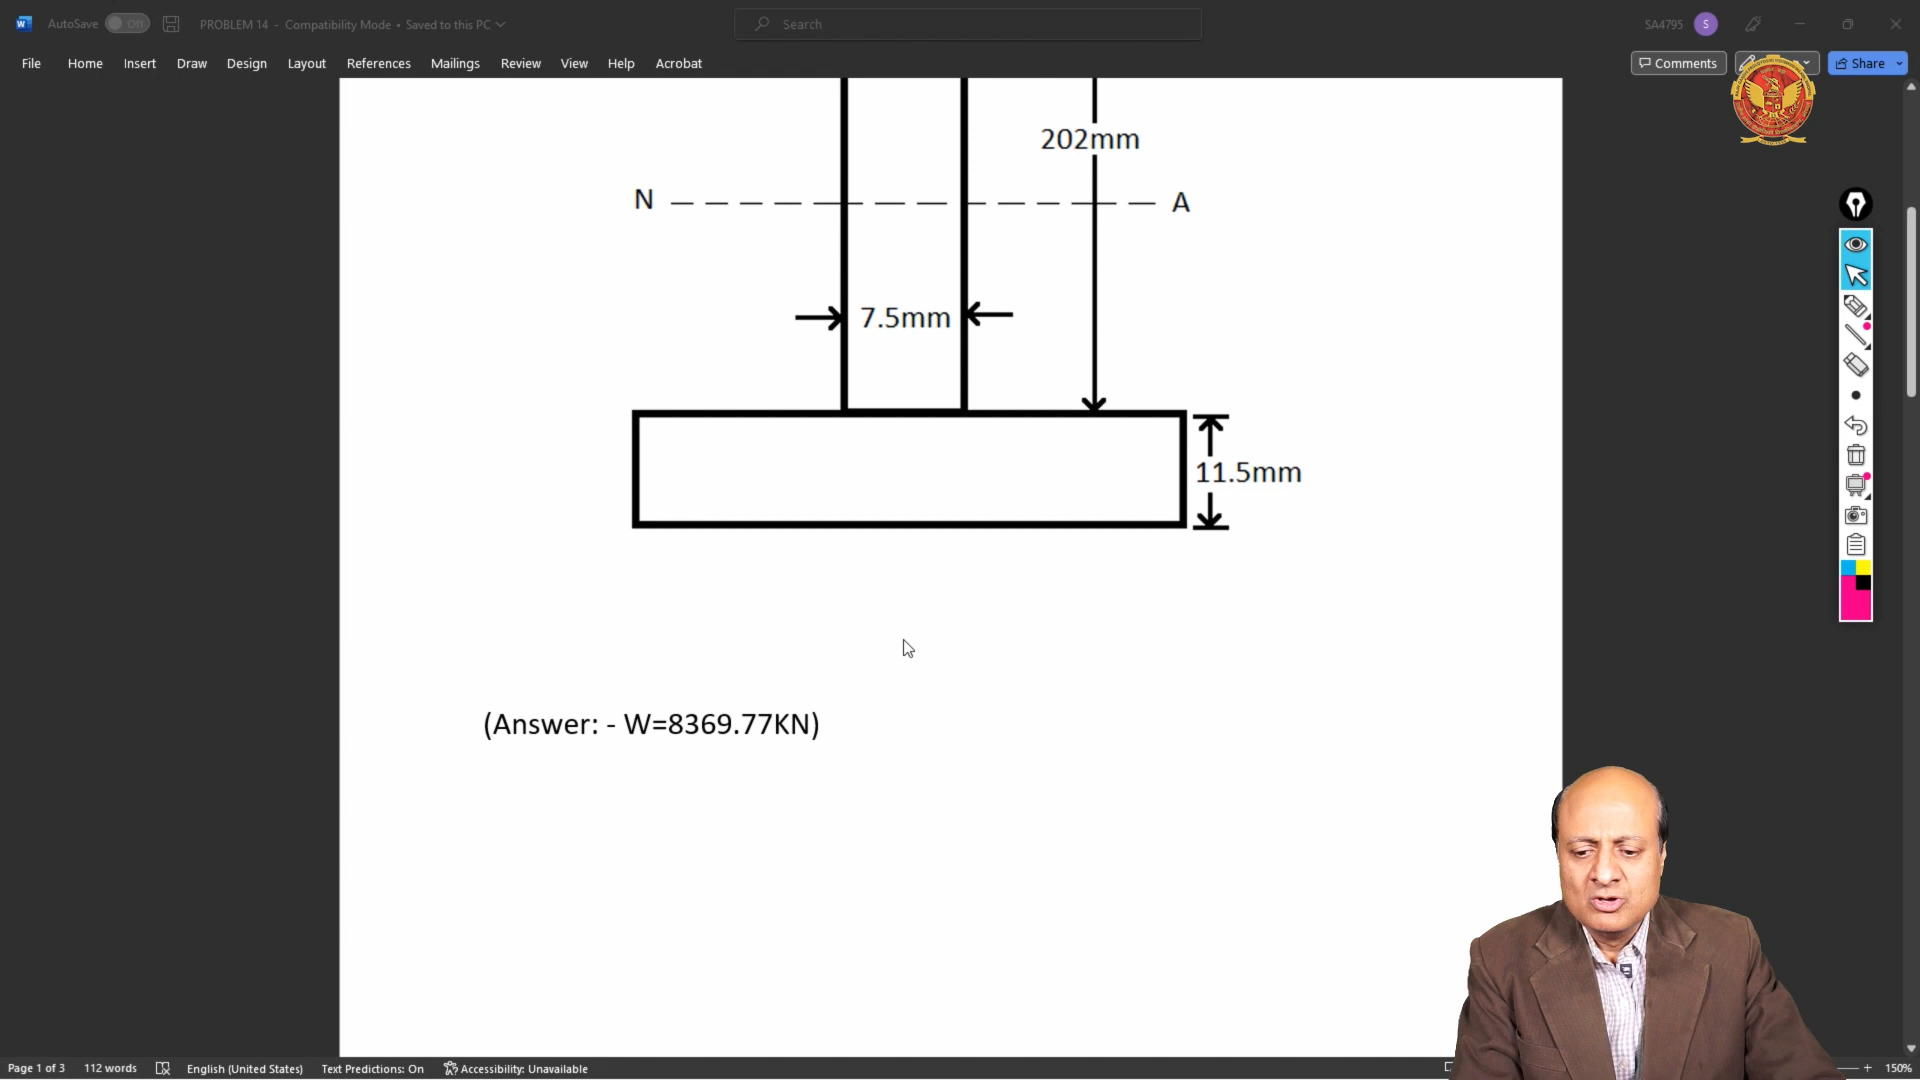 AutoSave Off PROBLEM 14 - Compatibility Mode • Saved to this PC Search SA4795 S
File Home Insert Draw Design Layout References Mailings Review View Help Acrobat Comments Share
202mm
N A
7.5mm
11.5mm
(Answer: - W=8369.77KN)
Page 1 of 3 112 words English (United States) Text Predictions: On Accessibility: Unavailable 150%